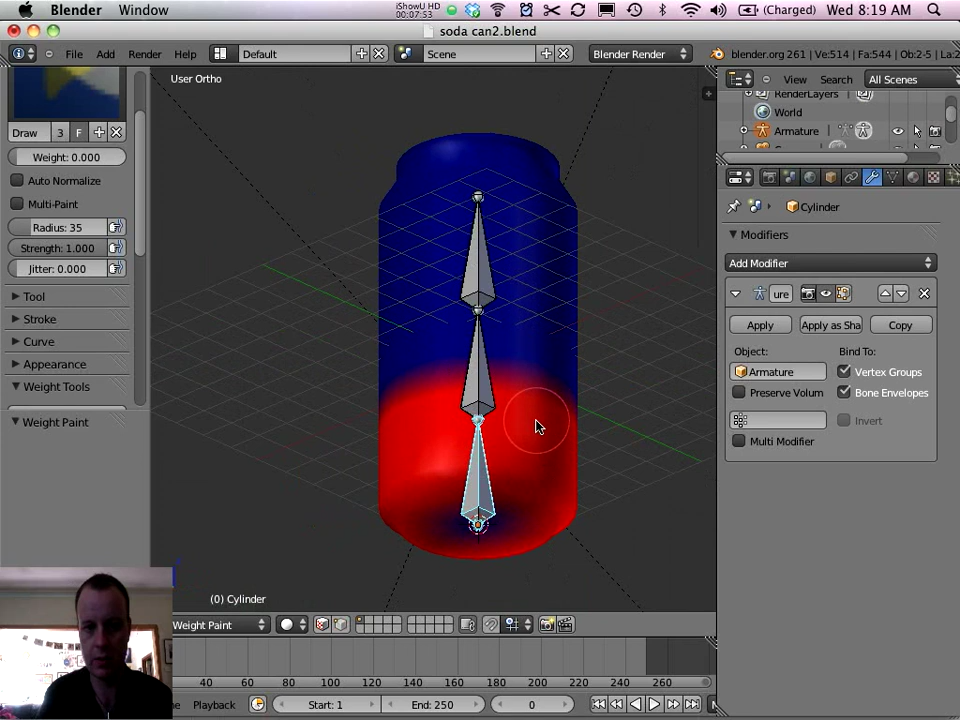 Blender Window iShowU HD 00:07:53 (Charged) Wed 8:19 AM
soda can2.blend
File Add Render Help Default Scene Blender Render blender.org 261 | Ve:514 | Fa:544 | Ob:2-5 | La:2
User Ortho
View Search All Scenes
RenderLayers
World
Armature
Draw 3 F
Weight: 0.000
Auto Normalize
Multi-Paint
Radius: 35
Strength: 1.000
Jitter: 0.000
Tool
Stroke
Curve
Appearance
Weight Tools
Weight Paint
Cylinder
Modifiers
Add Modifier
ure
Apply Apply as Sha Copy
Object: Bind To:
Armature Vertex Groups
Preserve Volum Bone Envelopes
Invert
Multi Modifier
(0) Cylinder
Weight Paint
40 60 80 100 120 140 160 180 200 220 240 260
Playback Start: 1 End: 250 0